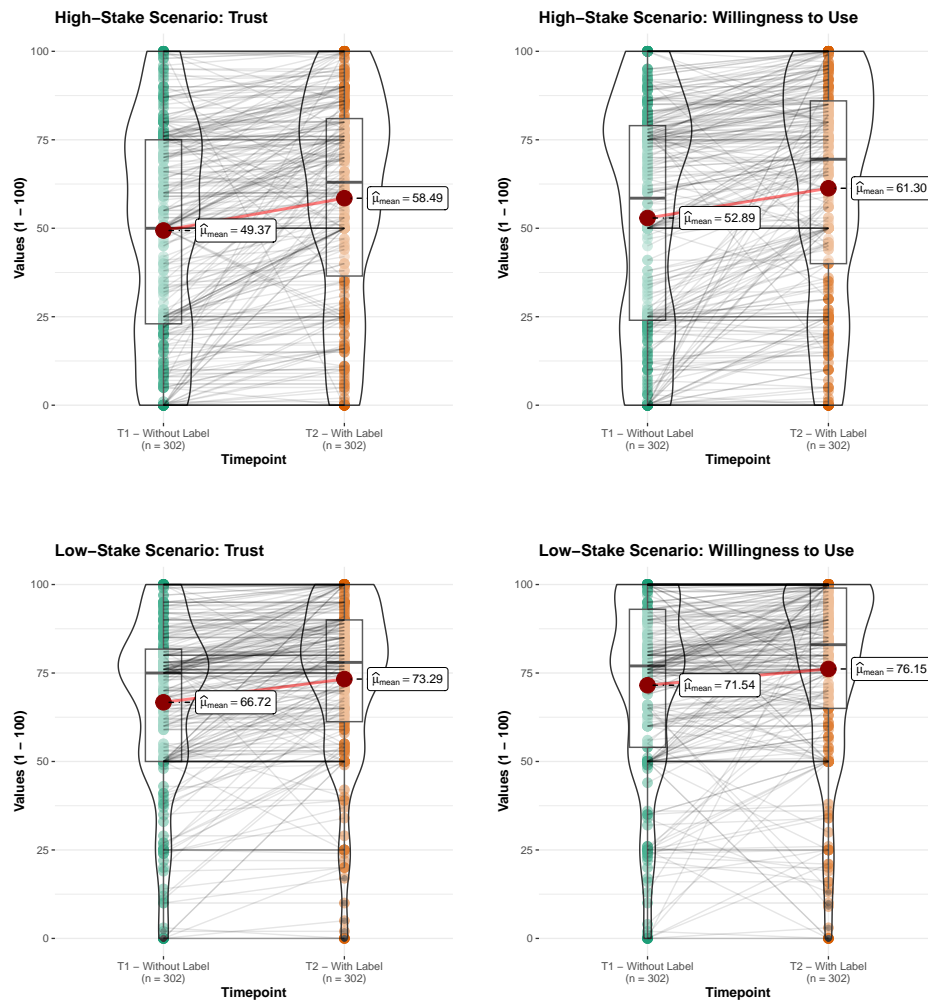 High−Stake Scenario: Trust
Values (1 − 100)
100
75
50
25
0
μ̂mean = 49.37
μ̂mean = 58.49
T1 − Without Label
(n = 302)
T2 − With Label
(n = 302)
Timepoint
High−Stake Scenario: Willingness to Use
Values (1 − 100)
100
75
50
25
0
μ̂mean = 52.89
μ̂mean = 61.30
T1 − Without Label
(n = 302)
T2 − With Label
(n = 302)
Timepoint
Low−Stake Scenario: Trust
Values (1 − 100)
100
75
50
25
0
μ̂mean = 66.72
μ̂mean = 73.29
T1 − Without Label
(n = 302)
T2 − With Label
(n = 302)
Timepoint
Low−Stake Scenario: Willingness to Use
Values (1 − 100)
100
75
50
25
0
μ̂mean = 71.54
μ̂mean = 76.15
T1 − Without Label
(n = 302)
T2 − With Label
(n = 302)
Timepoint